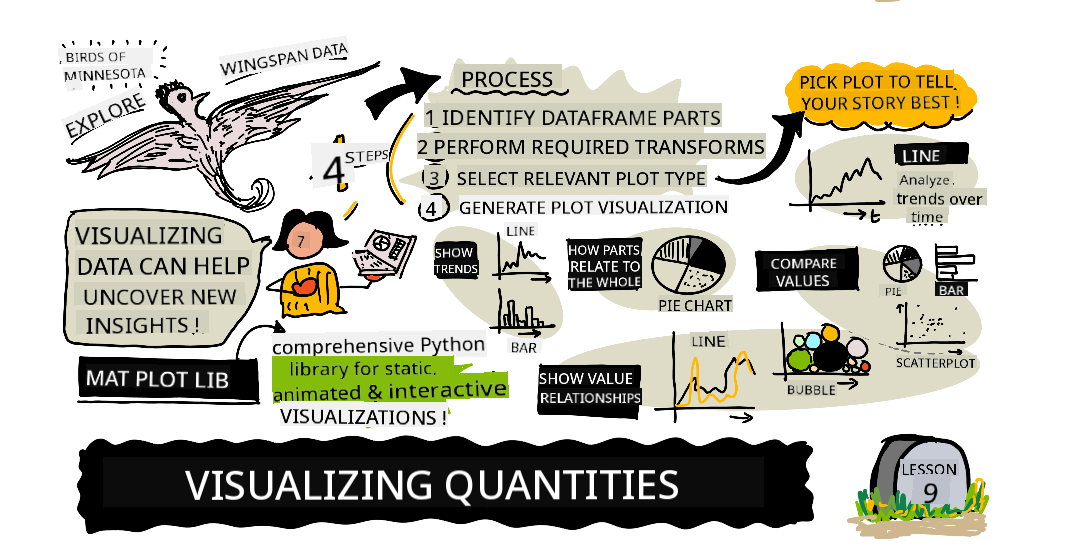 BIRDS OF
MINNESOTA
EXPLORE
WINGSPAN DATA
4 STEPS
PROCESS
1 IDENTIFY DATAFRAME PARTS
2 PERFORM REQUIRED TRANSFORMS
3 SELECT RELEVANT PLOT TYPE
4 GENERATE PLOT VISUALIZATION
PICK PLOT TO TELL
YOUR STORY BEST !
LINE
Analyze.
trends over
time
t
VISUALIZING
DATA CAN HELP
UNCOVER NEW
INSIGHTS !
7
SHOW
TRENDS
LINE
BAR
HOW PARTS
RELATE TO
THE WHOLE
PIE CHART
COMPARE
VALUES
PIE
BAR
SCATTERPLOT
MAT PLOT LIB
comprehensive Python
library for static.
animated & interactive
VISUALIZATIONS !
SHOW VALUE
RELATIONSHIPS
LINE
BUBBLE
VISUALIZING QUANTITIES
LESSON
9